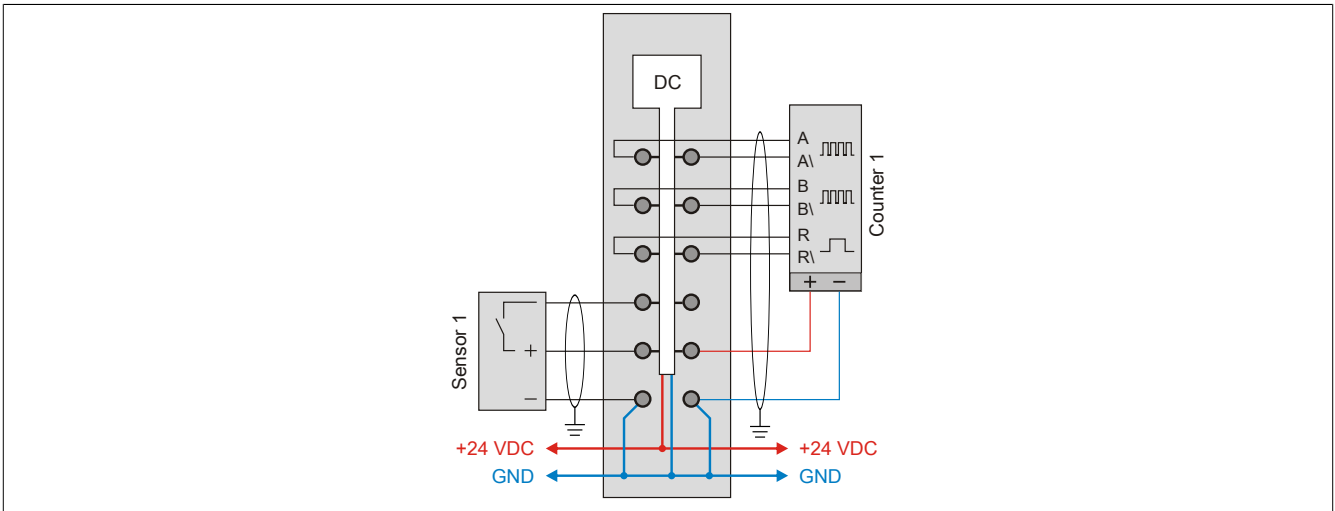 DC
A
A\
B
B\
R
R\
Counter 1
+ −
Sensor 1
+
−
+24 VDC
+24 VDC
GND
GND